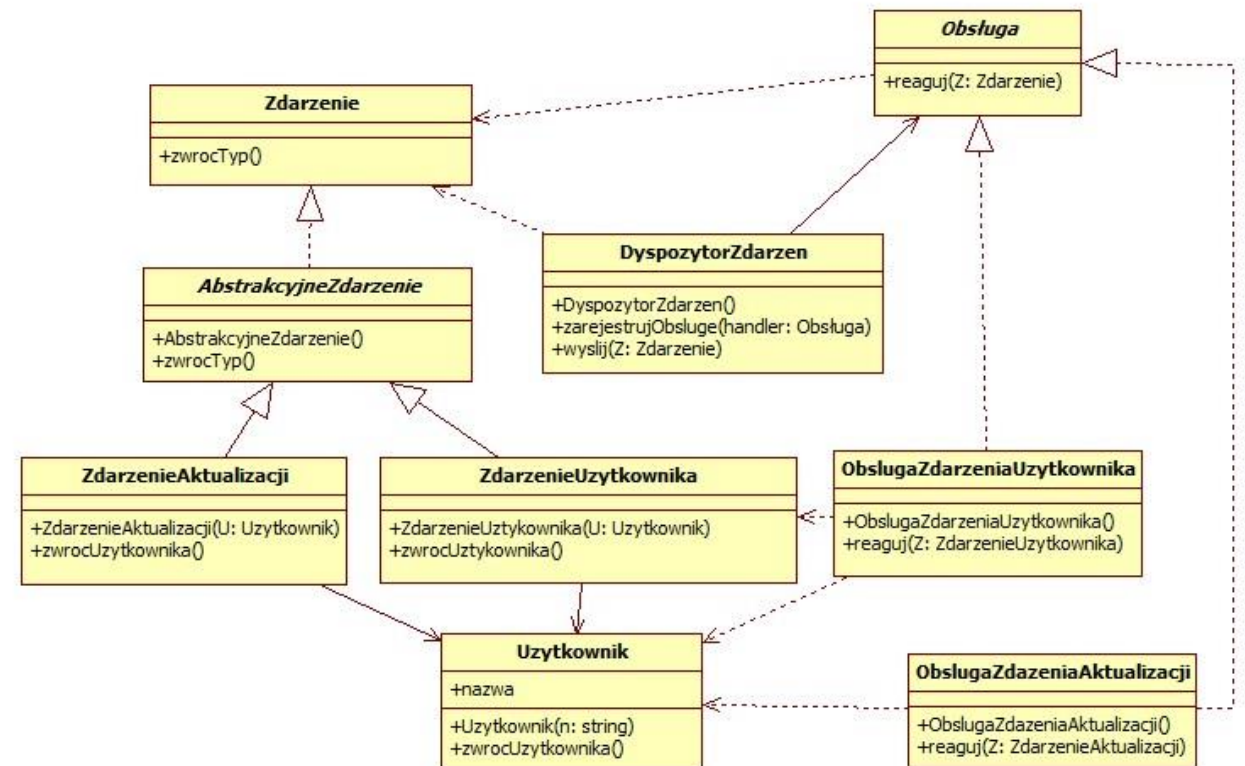 Obsługa
+reaguj(Z: Zdarzenie)
Zdarzenie
+zwrocTyp()
DyspozytorZdarzen
+DyspozytorZdarzen()
+zarejestrujObsluge(handler: Obsługa)
+wyslij(Z: Zdarzenie)
AbstrakcyjneZdarzenie
+AbstrakcyjneZdarzenie()
+zwrocTyp()
ZdarzenieAktualizacji
+ZdarzenieAktualizacji(U: Uzytkownik)
+zwrocUzytkownika()
ZdarzenieUzytkownika
+ZdarzenieUztykownika(U: Uzytkownik)
+zwrocUztykownika()
ObslugaZdarzeniaUzytkownika
+ObslugaZdarzeniaUzytkownika()
+reaguj(Z: ZdarzenieUzytkownika)
Uzytkownik
+nazwa
+Uzytkownik(n: string)
+zwrocUzytkownika()
ObslugaZdazeniaAktualizacji
+ObslugaZdazeniaAktualizacji()
+reaguj(Z: ZdarzenieAktualizacji)